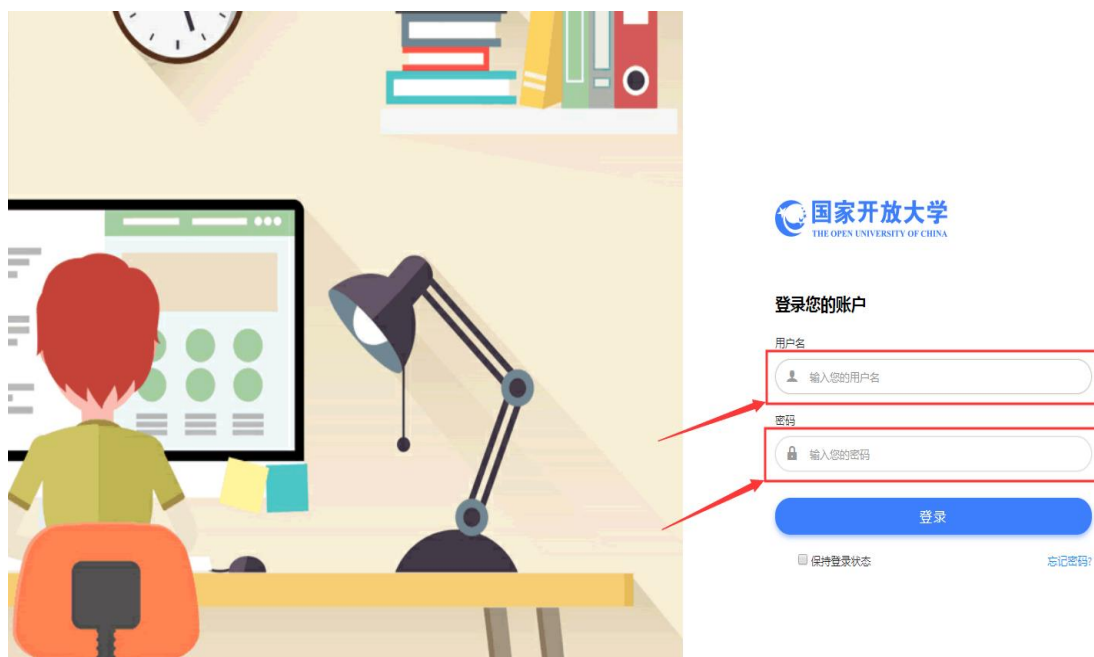 国家开放大学
THE OPEN UNIVERSITY OF CHINA
登录您的账户
用户名
输入您的用户名
密码
输入您的密码
登录
保持登录状态
忘记密码?